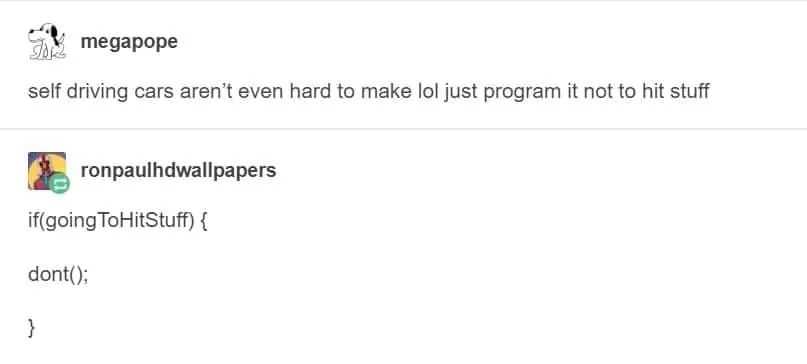 megapope
self driving cars aren’t even hard to make lol just program it not to hit stuff
ronpaulhdwallpapers
if(goingToHitStuff) {
dont();
}